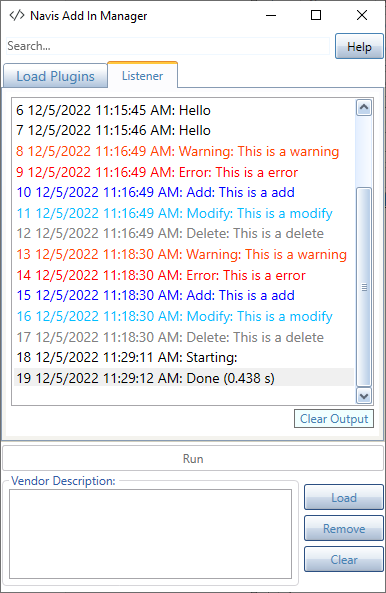 </> Navis Add In Manager
Search...
Help
Load Plugins
Listener
6 12/5/2022 11:15:45 AM: Hello
7 12/5/2022 11:15:46 AM: Hello
8 12/5/2022 11:16:49 AM: Warning: This is a warning
9 12/5/2022 11:16:49 AM: Error: This is a error
10 12/5/2022 11:16:49 AM: Add: This is a add
11 12/5/2022 11:16:49 AM: Modify: This is a modify
12 12/5/2022 11:16:49 AM: Delete: This is a delete
13 12/5/2022 11:18:30 AM: Warning: This is a warning
14 12/5/2022 11:18:30 AM: Error: This is a error
15 12/5/2022 11:18:30 AM: Add: This is a add
16 12/5/2022 11:18:30 AM: Modify: This is a modify
17 12/5/2022 11:18:30 AM: Delete: This is a delete
18 12/5/2022 11:29:11 AM: Starting:
19 12/5/2022 11:29:12 AM: Done (0.438 s)
Clear Output
Run
Vendor Description:
Load
Remove
Clear